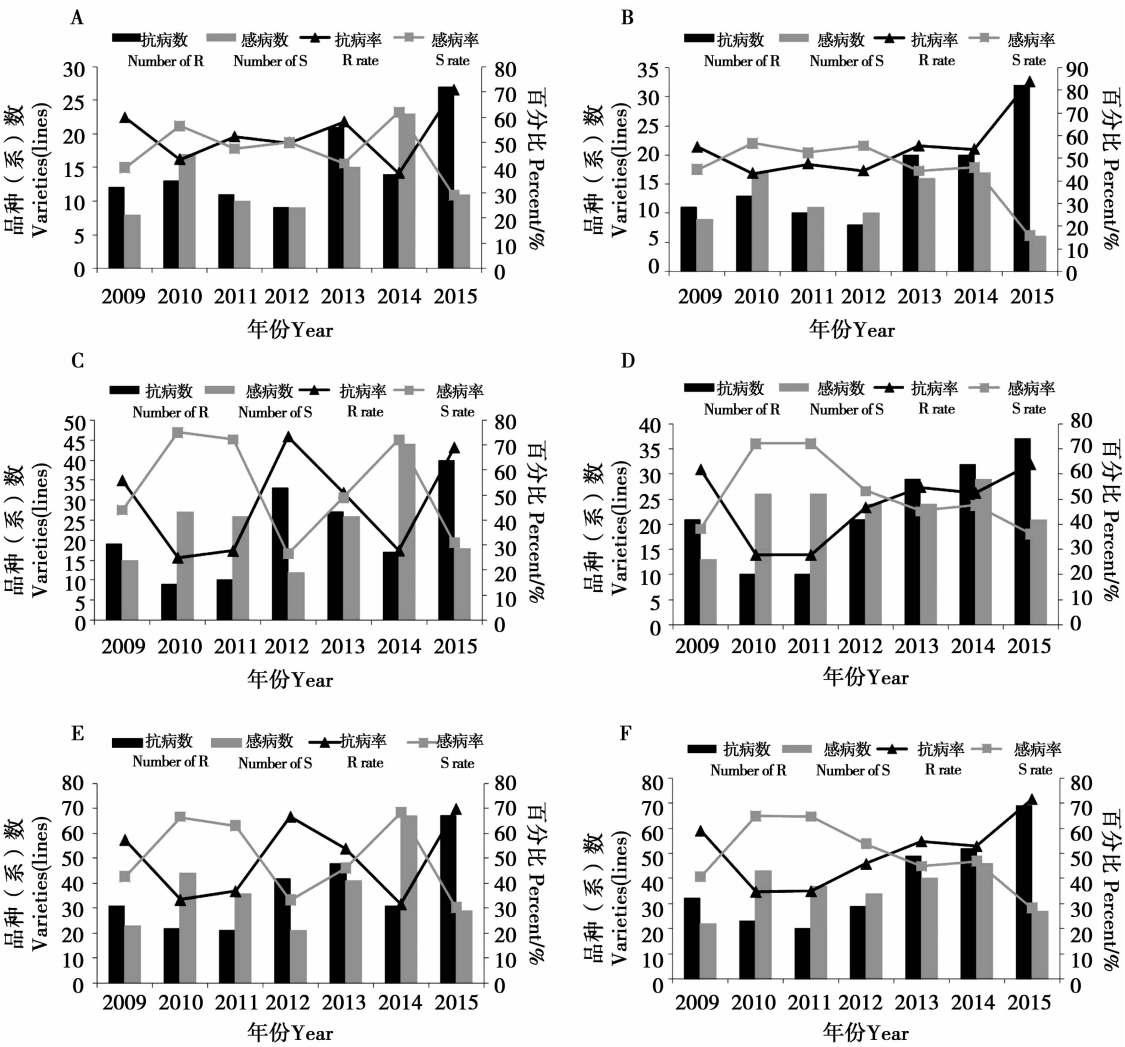 A
抗病数 感病数 抗病率 感病率
Number of R Number of S R rate S rate
30 25 20 15 10 5 0
品种（系）数
Varieties(lines)
80 70 60 50 40 30 20 10 0
百分比 Percent/%
2009 2010 2011 2012 2013 2014 2015
年份Year
B
抗病数 感病数 抗病率 感病率
Number of R Number of S R rate S rate
35 30 25 20 15 10 5 0
品种（系）数
Varieties(lines)
90 80 70 60 50 40 30 20 10 0
百分比 Percent/%
2009 2010 2011 2012 2013 2014 2015
年份Year
C
抗病数 感病数 抗病率 感病率
Number of R Number of S R rate S rate
50 45 40 35 30 25 20 15 10 5 0
品种（系）数
Varieties(lines)
80 70 60 50 40 30 20 10 0
百分比 Percent/%
2009 2010 2011 2012 2013 2014 2015
年份Year
D
抗病数 感病数 抗病率 感病率
Number of R Number of S R rate S rate
40 35 30 25 20 15 10 5 0
品种（系）数
Varieties(lines)
80 70 60 50 40 30 20 10 0
百分比 Percent/%
2009 2010 2011 2012 2013 2014 2015
年份Year
E
抗病数 感病数 抗病率 感病率
Number of R Number of S R rate S rate
80 70 60 50 40 30 20 10 0
品种（系）数
Varieties(lines)
80 70 60 50 40 30 20 10 0
百分比 Percent/%
2009 2010 2011 2012 2013 2014 2015
年份Year
F
抗病数 感病数 抗病率 感病率
Number of R Number of S R rate S rate
80 70 60 50 40 30 20 10 0
品种（系）数
Varieties(lines)
80 70 60 50 40 30 20 10 0
百分比 Percent/%
2009 2010 2011 2012 2013 2014 2015
年份Year